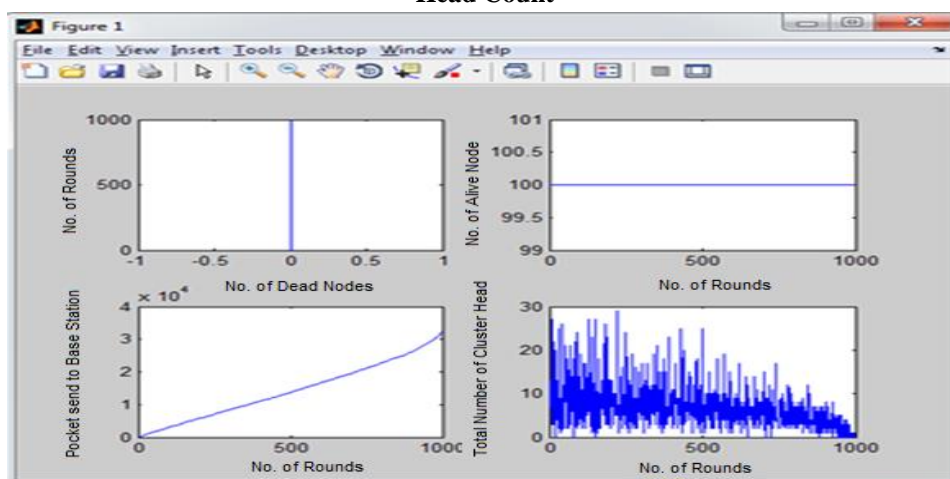 Head Count
Figure 1
File Edit View Insert Tools Desktop Window Help
No. of Rounds
1000
500
0
-1 -0.5 0 0.5 1
No. of Dead Nodes
No. of Alive Node
101
100.5
100
99.5
99
0 500 1000
No. of Rounds
Pocket send to Base Station
× 10⁴
4
3
2
1
0
0 500 1000
No. of Rounds
Total Number of Cluster Head
30
20
10
0
0 500 1000
No. of Rounds